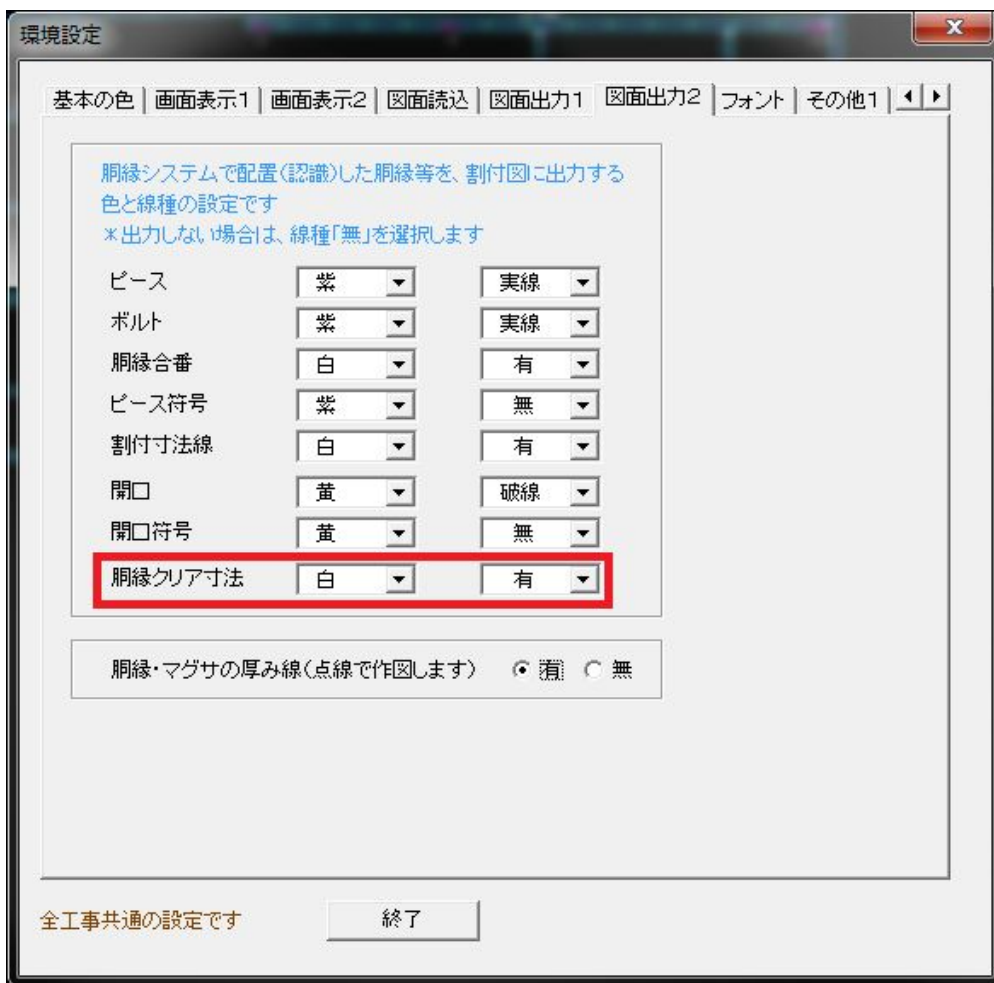 環境設定
基本の色 画面表示1 画面表示2 図面読込 図面出力1 図面出力2 フォント その他1
胴縁システムで配置(認識)した胴縁等を、割付図に出力する
色と線種の設定です
*出力しない場合は、線種「無」を選択します
ピース 紫 実線
ボルト 紫 実線
胴縁合番 白 有
ピース符号 紫 無
割付寸法線 白 有
開口 黄 破線
開口符号 黄 無
胴縁クリア寸法 白 有
胴縁・マグサの厚み線(点線で作図します) 有 無
全工事共通の設定です 終了